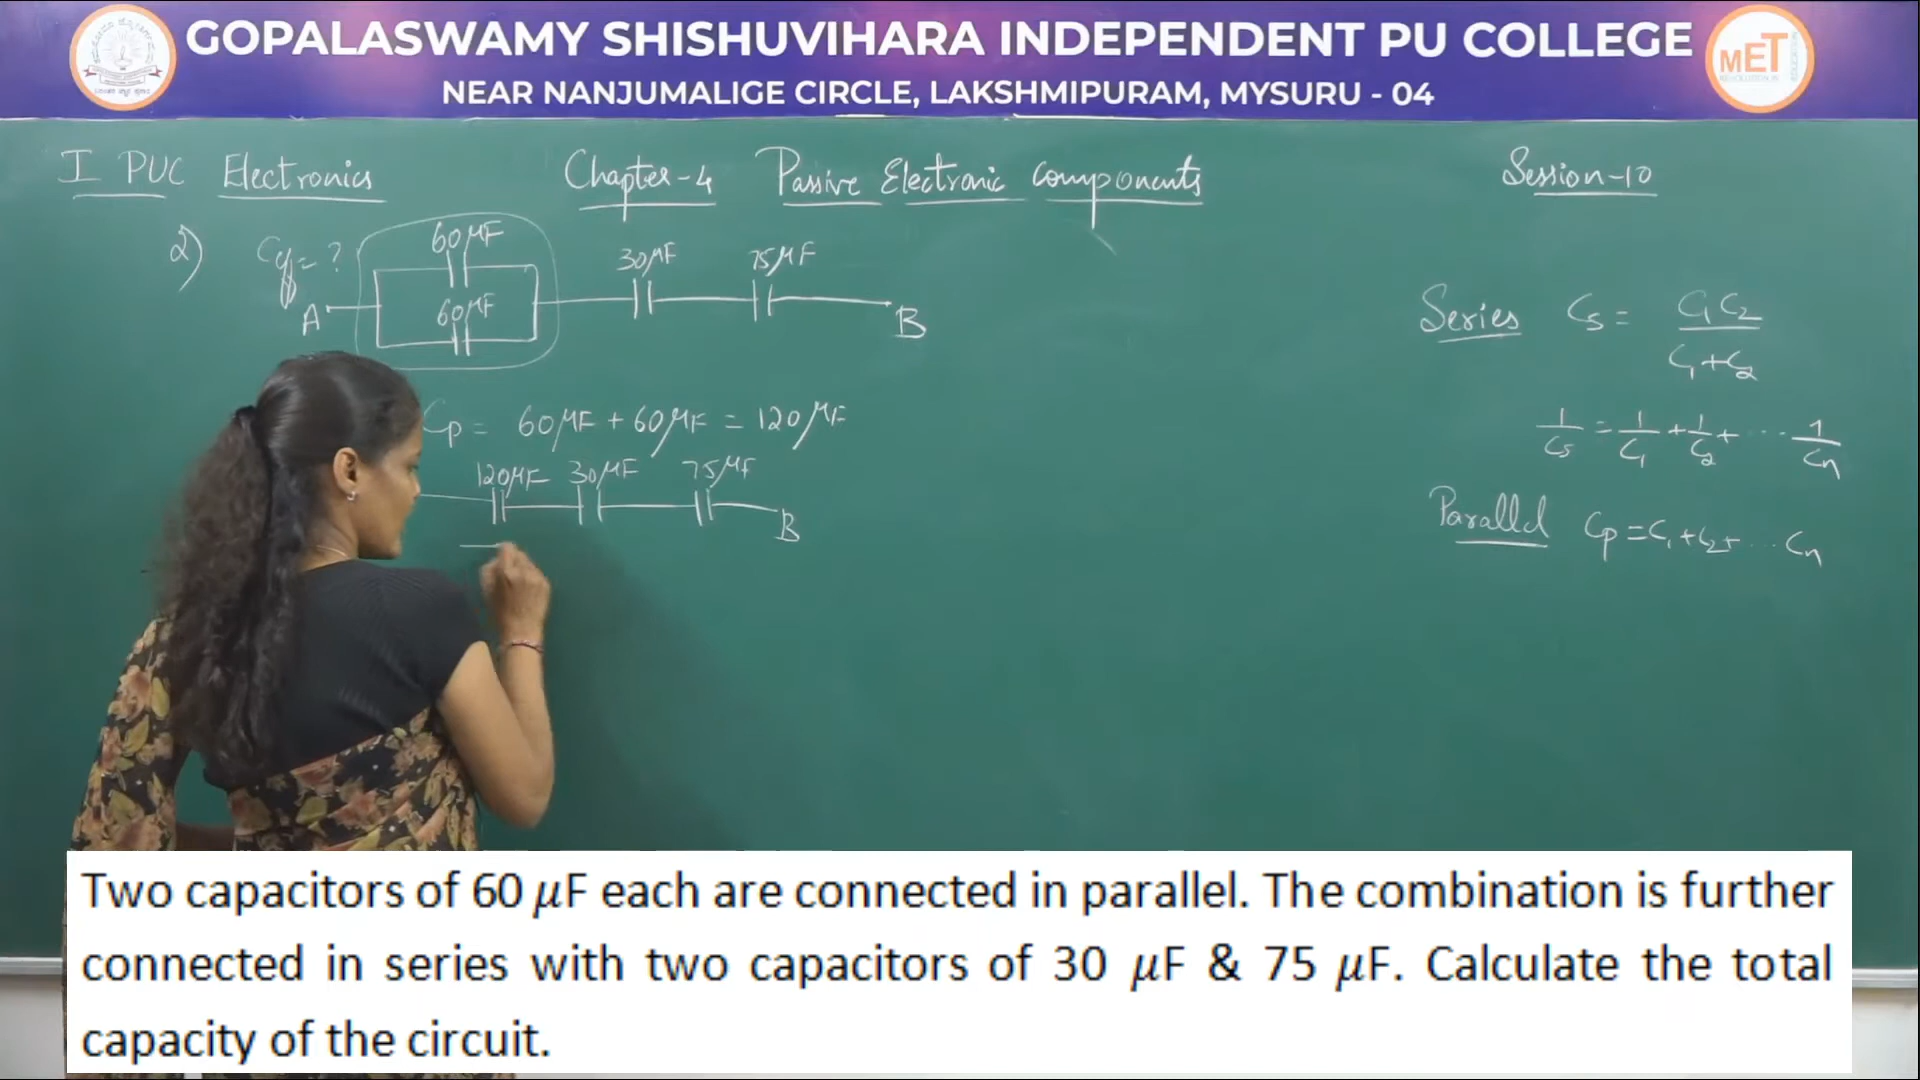 GOPALASWAMY SHISHUVIHARA INDEPENDENT PU COLLEGE
NEAR NANJUMALIGE CIRCLE, LAKSHMIPURAM, MYSURU - 04
MET
I PUC Electronics Chapter-4 Passive Electronic components Session-10
2) Cq = ?
60μF
60μF
30μF
75μF
A
B
Cp = 60μF + 60μF = 120μF
120μF 30μF 75μF
B
Series Cs = C1 C2 / C1 + C2
1/Cs = 1/C1 + 1/C2 + ... 1/Cn
Parallel Cp = C1 + C2 + ... Cn
Two capacitors of 60 μF each are connected in parallel. The combination is further
connected in series with two capacitors of 30 μF & 75 μF. Calculate the total
capacity of the circuit.